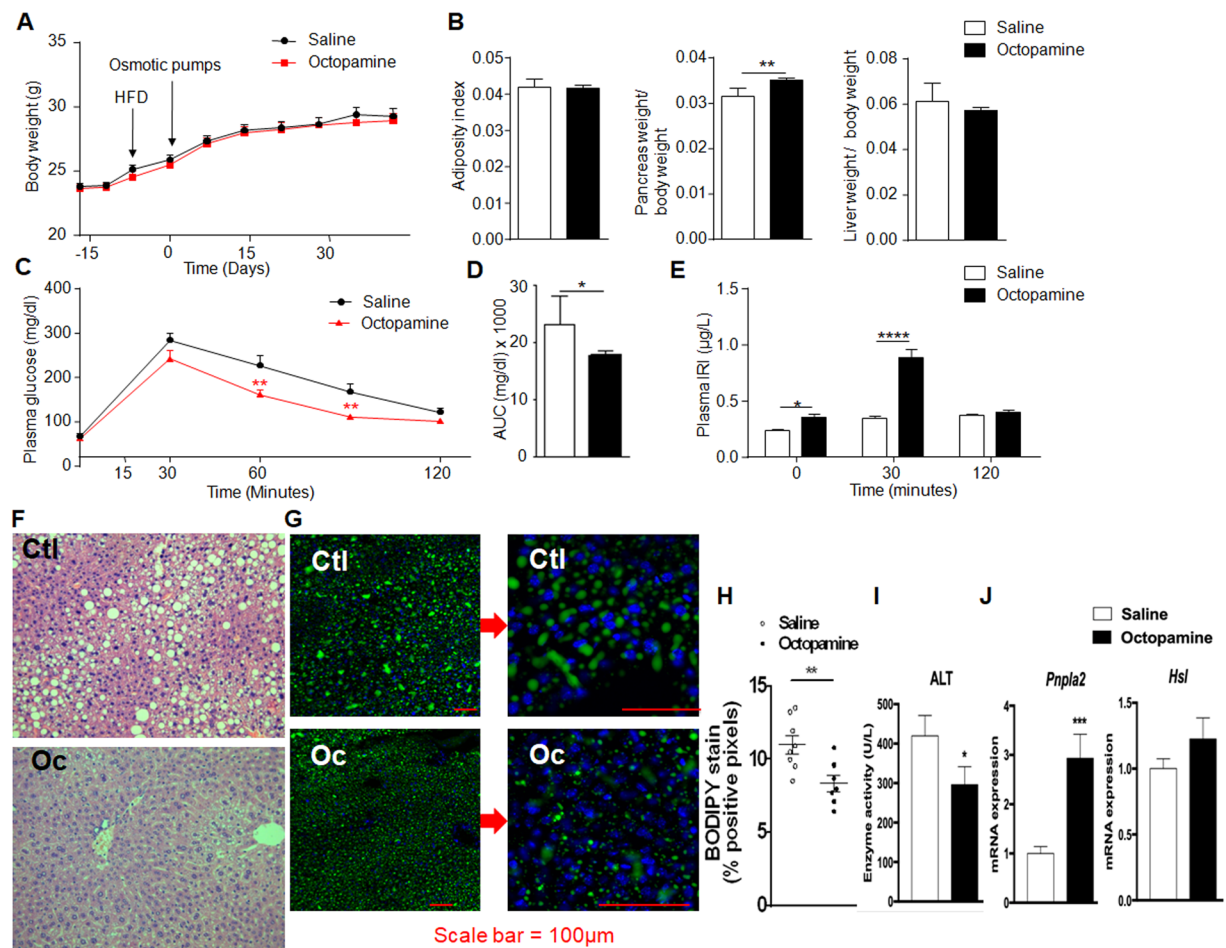 A
Saline
Octopamine
Body weight (g)
35
30
25
20
Osmotic pumps
HFD
-15
0
15
30
Time (Days)
B
Saline
Octopamine
Adiposity index
0.05
0.04
0.03
0.02
0.01
0.00
Pancreas weight/
body weight
0.04
0.03
0.02
0.01
0.00
**
Liver weight / body weight
0.08
0.06
0.04
0.02
0.00
C
Saline
Octopamine
Plasma glucose (mg/dl)
400
300
200
100
0
**
**
15
30
60
120
Time (Minutes)
D
AUC (mg/dl) x 1000
30
20
10
0
*
E
Saline
Octopamine
Plasma IRI (µg/L)
1.5
1.0
0.5
0.0
*
****
0
30
120
Time (minutes)
F
Ctl
Oc
G
Ctl
Ctl
Oc
Oc
Scale bar = 100µm
H
Saline
Octopamine
**
BODIPY stain
(% positive pixels)
15
10
5
0
I
ALT
Enzyme activity (U/L)
500
400
300
200
100
0
*
J
Saline
Octopamine
Pnpla2
mRNA expression
4
3
2
1
0
***
Hsl
mRNA expression
1.5
1.0
0.5
0.0